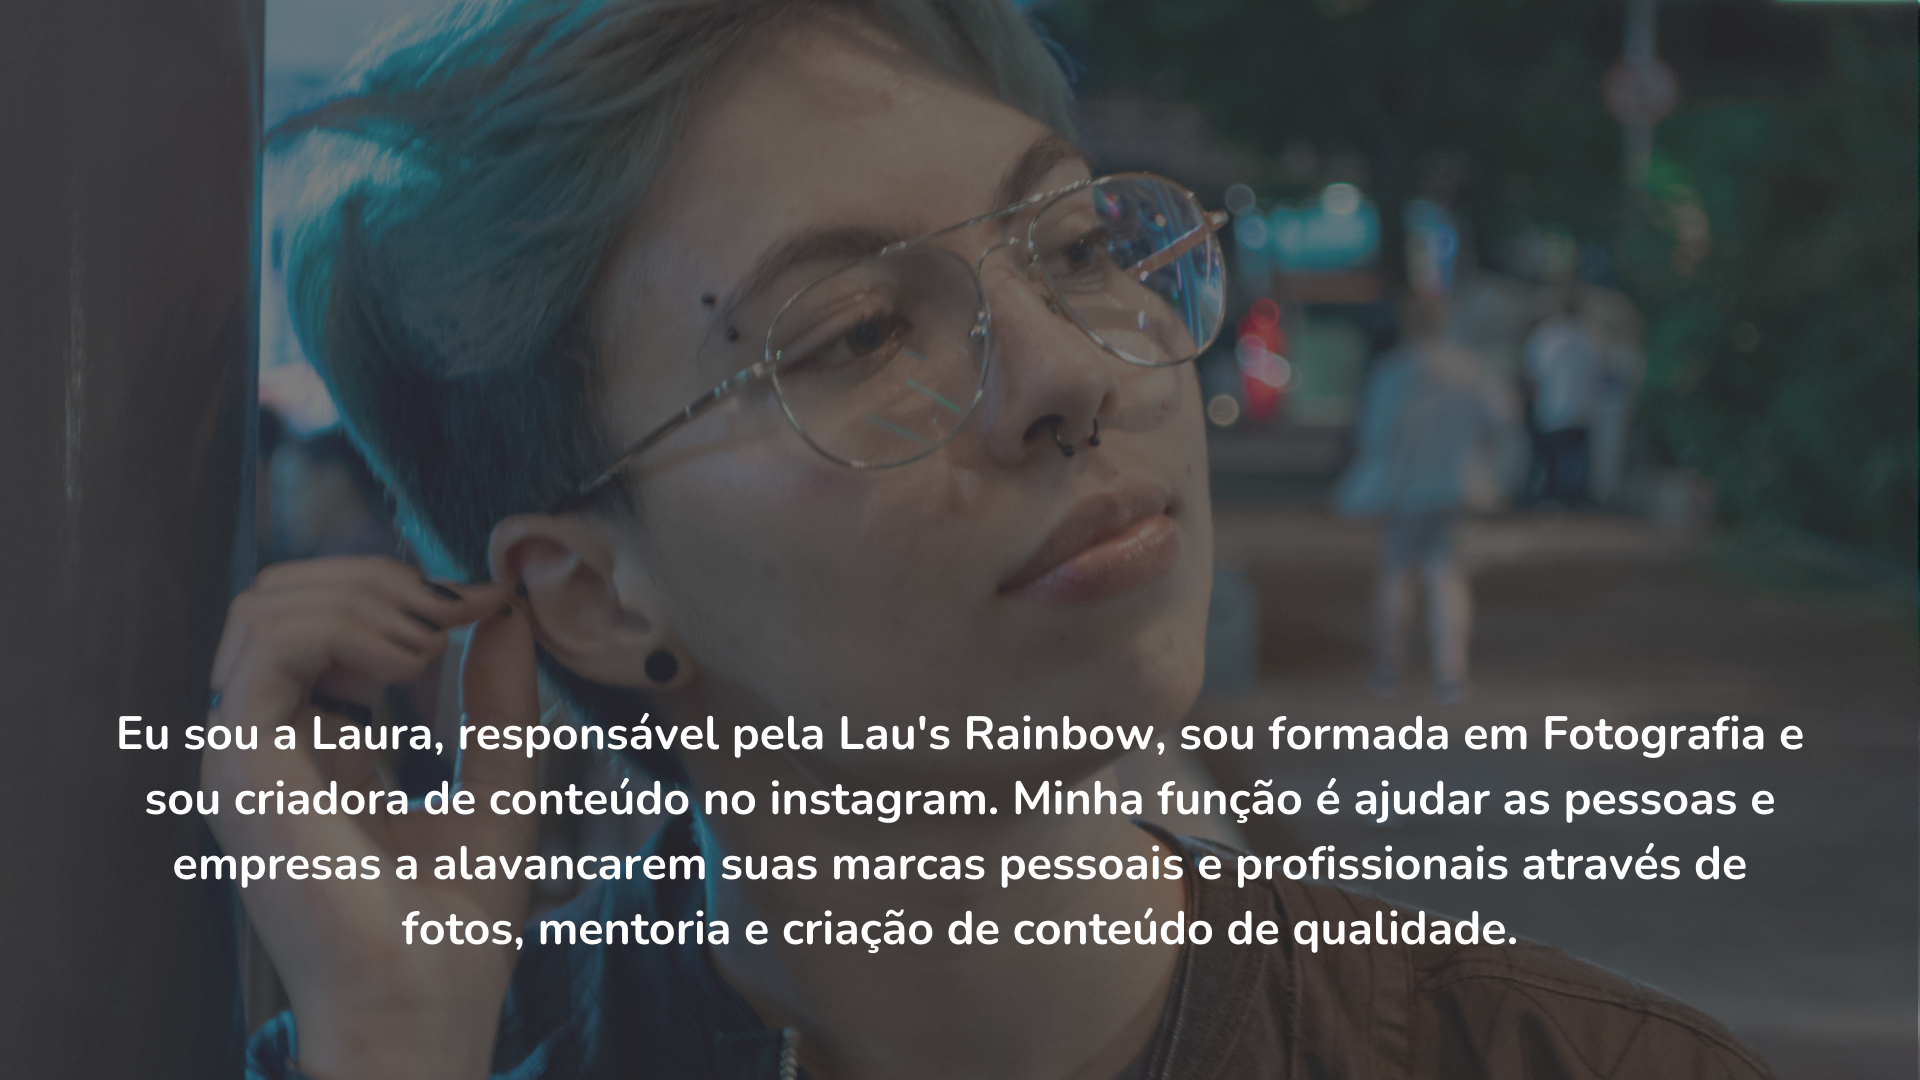 Eu sou a Laura, responsável pela Lau's Rainbow, sou formada em Fotografia e
sou criadora de conteúdo no instagram. Minha função é ajudar as pessoas e
empresas a alavancarem suas marcas pessoais e profissionais através de
fotos, mentoria e criação de conteúdo de qualidade.